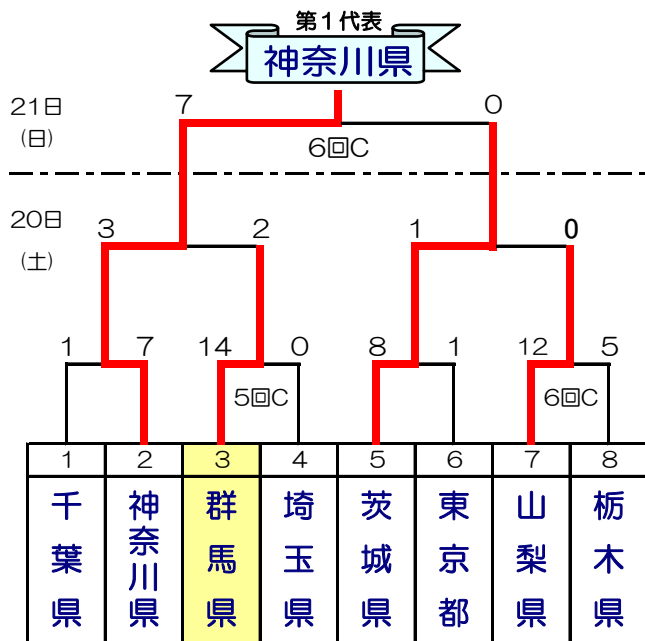 第1代表
神奈川県
21日
(日)
7
0
6回C
20日
(土)
3
2
1
0
1
7
14
0
8
1
12
5
5回C
6回C
1
2
3
4
5
6
7
8
千葉県
神奈川県
群馬県
埼玉県
茨城県
東京都
山梨県
栃木県